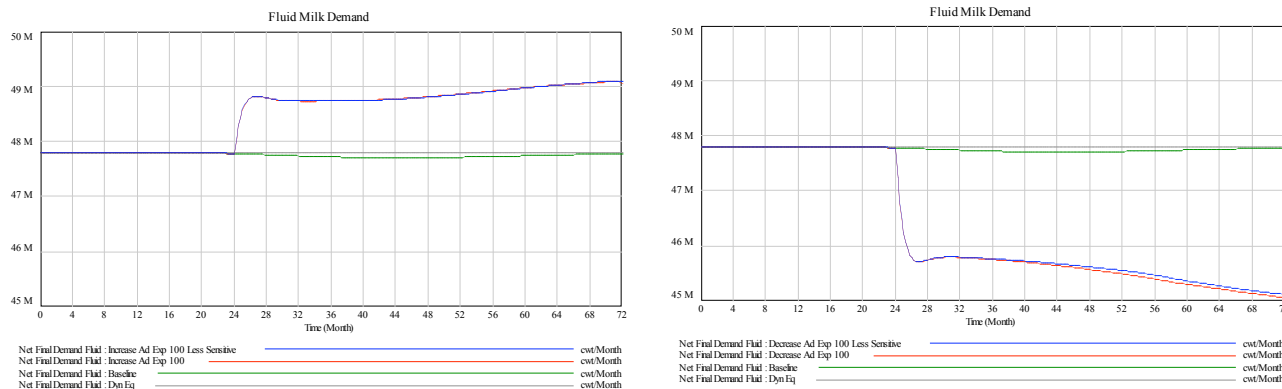 Fluid Milk Demand
50 M
49 M
48 M
47 M
46 M
45 M
0 4 8 12 16 20 24 28 32 36 40 44 48 52 56 60 64 68 72
Time (Month)
Net Final Demand Fluid : Increase Ad Exp 100 Less Sensitive cwt/Month
Net Final Demand Fluid : Increase Ad Exp 100 cwt/Month
Net Final Demand Fluid : Baseline cwt/Month
Net Final Demand Fluid : Dyn Eq cwt/Month
Fluid Milk Demand
50 M
49 M
48 M
47 M
46 M
45 M
0 4 8 12 16 20 24 28 32 36 40 44 48 52 56 60 64 68 7
Time (Month)
Net Final Demand Fluid : Decrease Ad Exp 100 Less Sensitive cwt/Month
Net Final Demand Fluid : Decrease Ad Exp 100 cwt/Month
Net Final Demand Fluid : Baseline cwt/Month
Net Final Demand Fluid : Dyn Eq cwt/Month